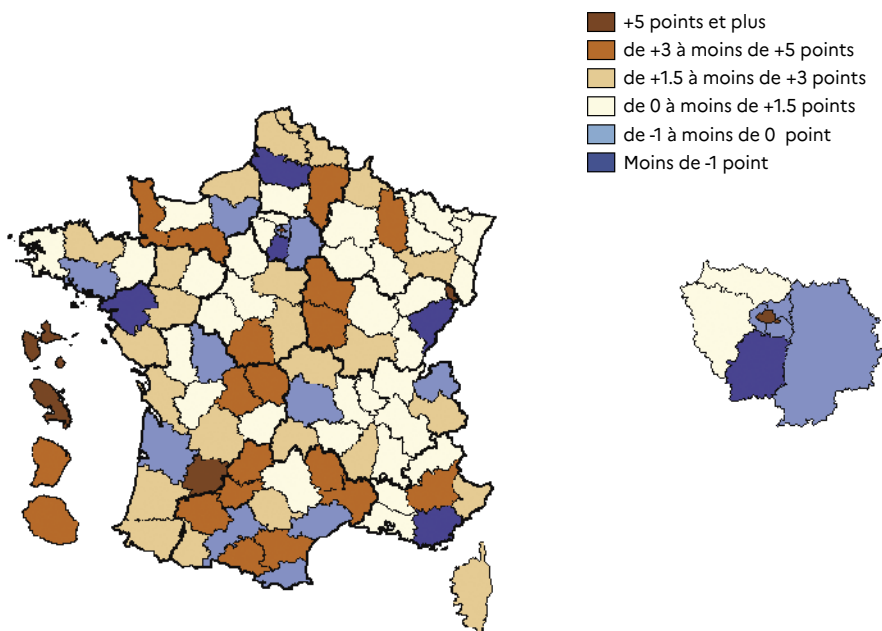 +5 points et plus
de +3 à moins de +5 points
de +1.5 à moins de +3 points
de 0 à moins de +1.5 points
de -1 à moins de 0 point
Moins de -1 point